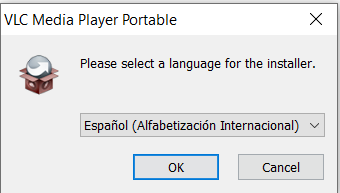 VLC Media Player Portable
Please select a language for the installer.
Español (Alfabetización Internacional)
OK
Cancel